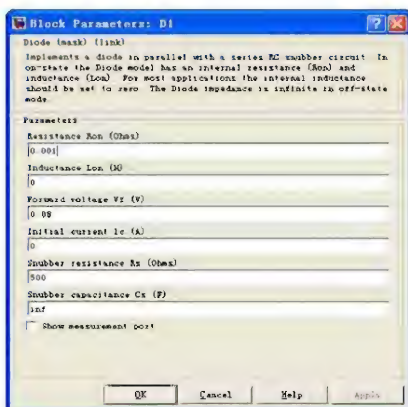 Block Parameters: D1
Diode (mask) (link)
Implements a diode in parallel with a series RC snubber circuit. In
on-state the Diode model has an internal resistance (Ron) and
inductance (Lon). For most applications the internal inductance
should be set to zero. The Diode impedance is infinite in off-state
mode.
Parameters
Resistance Ron (Ohms)
0.001
Inductance Lon (H)
0
Forward voltage Vf (V)
0.08
Initial current Ic (A)
0
Snubber resistance Rs (Ohms)
500
Snubber capacitance Cs (F)
inf
Show measurement port
OK Cancel Help Apply